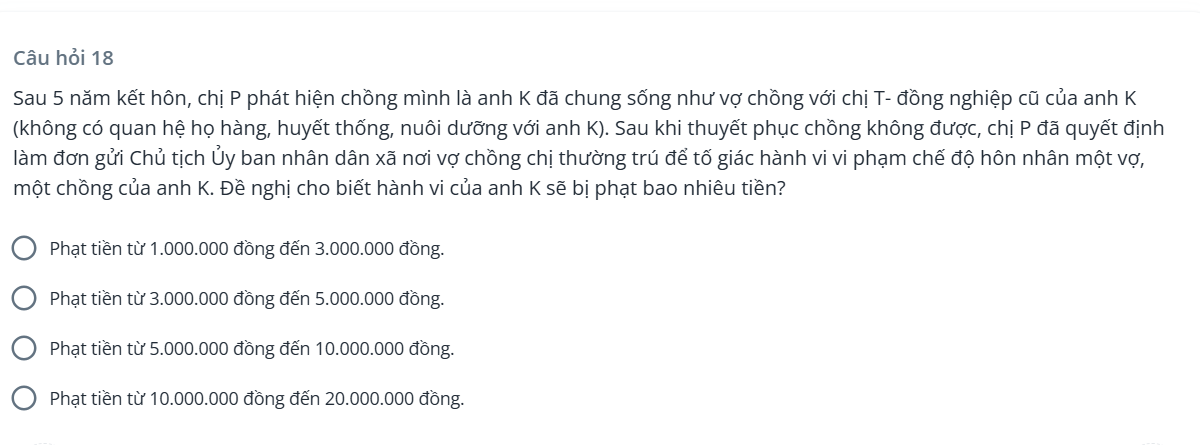 Câu hỏi 18
Sau 5 năm kết hôn, chị P phát hiện chồng mình là anh K đã chung sống như vợ chồng với chị T- đồng nghiệp cũ của anh K
(không có quan hệ họ hàng, huyết thống, nuôi dưỡng với anh K). Sau khi thuyết phục chồng không được, chị P đã quyết định
làm đơn gửi Chủ tịch Ủy ban nhân dân xã nơi vợ chồng chị thường trú để tố giác hành vi vi phạm chế độ hôn nhân một vợ,
một chồng của anh K. Đề nghị cho biết hành vi của anh K sẽ bị phạt bao nhiêu tiền?
Phạt tiền từ 1.000.000 đồng đến 3.000.000 đồng.
Phạt tiền từ 3.000.000 đồng đến 5.000.000 đồng.
Phạt tiền từ 5.000.000 đồng đến 10.000.000 đồng.
Phạt tiền từ 10.000.000 đồng đến 20.000.000 đồng.